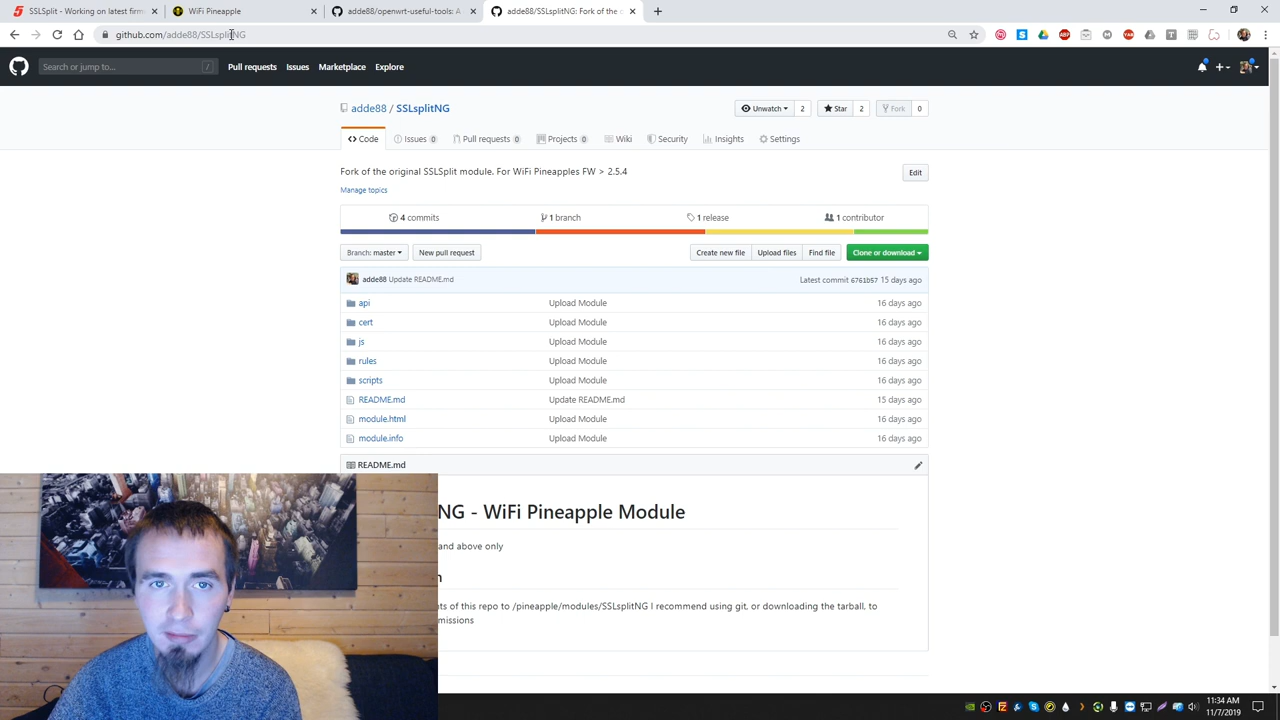 SSLSplit - Working on latest firm
WiFi Pineapple
adde88/openwrt-useful-tools: A
adde88/SSLsplitNG: Fork of the c
github.com/adde88/SSLsplitNG
Search or jump to...
/
Pull requests
Issues
Marketplace
Explore
adde88 / SSLsplitNG
Unwatch 2
Star 2
Fork 0
Code
Issues 0
Pull requests 0
Projects 0
Wiki
Security
Insights
Settings
Fork of the original SSLSplit module. For WiFi Pineapples FW > 2.5.4
Edit
Manage topics
4 commits
1 branch
1 release
1 contributor
Branch: master
New pull request
Create new file
Upload files
Find file
Clone or download
adde88 Update README.md
Latest commit 6761b57 15 days ago
api Upload Module 16 days ago
cert Upload Module 16 days ago
js Upload Module 16 days ago
rules Upload Module 16 days ago
scripts Upload Module 16 days ago
README.md Update README.md 15 days ago
module.html Upload Module 16 days ago
module.info Upload Module 16 days ago
README.md
NG - WiFi Pineapple Module
and above only
n
nts of this repo to /pineapple/modules/SSLsplitNG I recommend using git, or downloading the tarball, to
missions
11:34 AM
11/7/2019